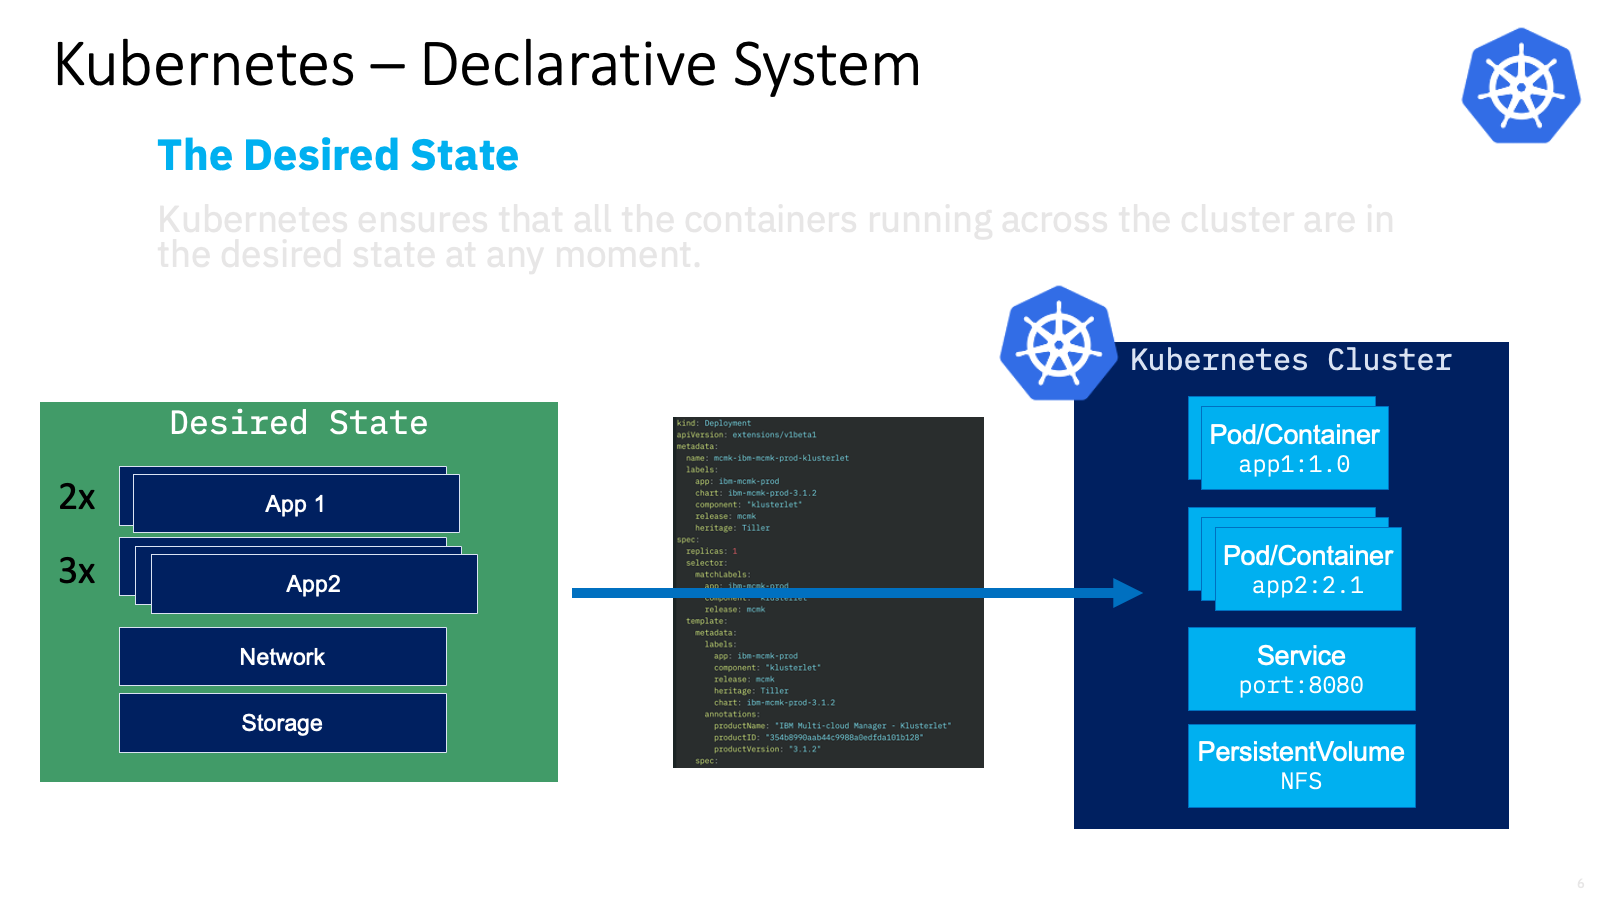 Kubernetes – Declarative System
The Desired State
Kubernetes ensures that all the containers running across the cluster are in
the desired state at any moment.
Desired State
2x
App 1
3x
App2
Network
Storage
kind: Deployment
apiVersion: extensions/v1beta1
metadata:
name: mcmk-ibm-mcmk-prod-klusterlet
labels:
app: ibm-mcmk-prod
chart: ibm-mcmk-prod-3.1.2
component: "klusterlet"
release: mcmk
heritage: Tiller
spec:
replicas: 1
selector:
matchLabels:
app: ibm-mcmk-prod
component: "klusterlet"
release: mcmk
template:
metadata:
labels:
app: ibm-mcmk-prod
component: "klusterlet"
release: mcmk
heritage: Tiller
chart: ibm-mcmk-prod-3.1.2
annotations:
productName: "IBM Multi-cloud Manager - Klusterlet"
productID: "354b8990aab44c9988a0edfda101b128"
productVersion: "3.1.2"
spec:
Kubernetes Cluster
Pod/Container
app1:1.0
Pod/Container
app2:2.1
Service
port:8080
PersistentVolume
NFS
6